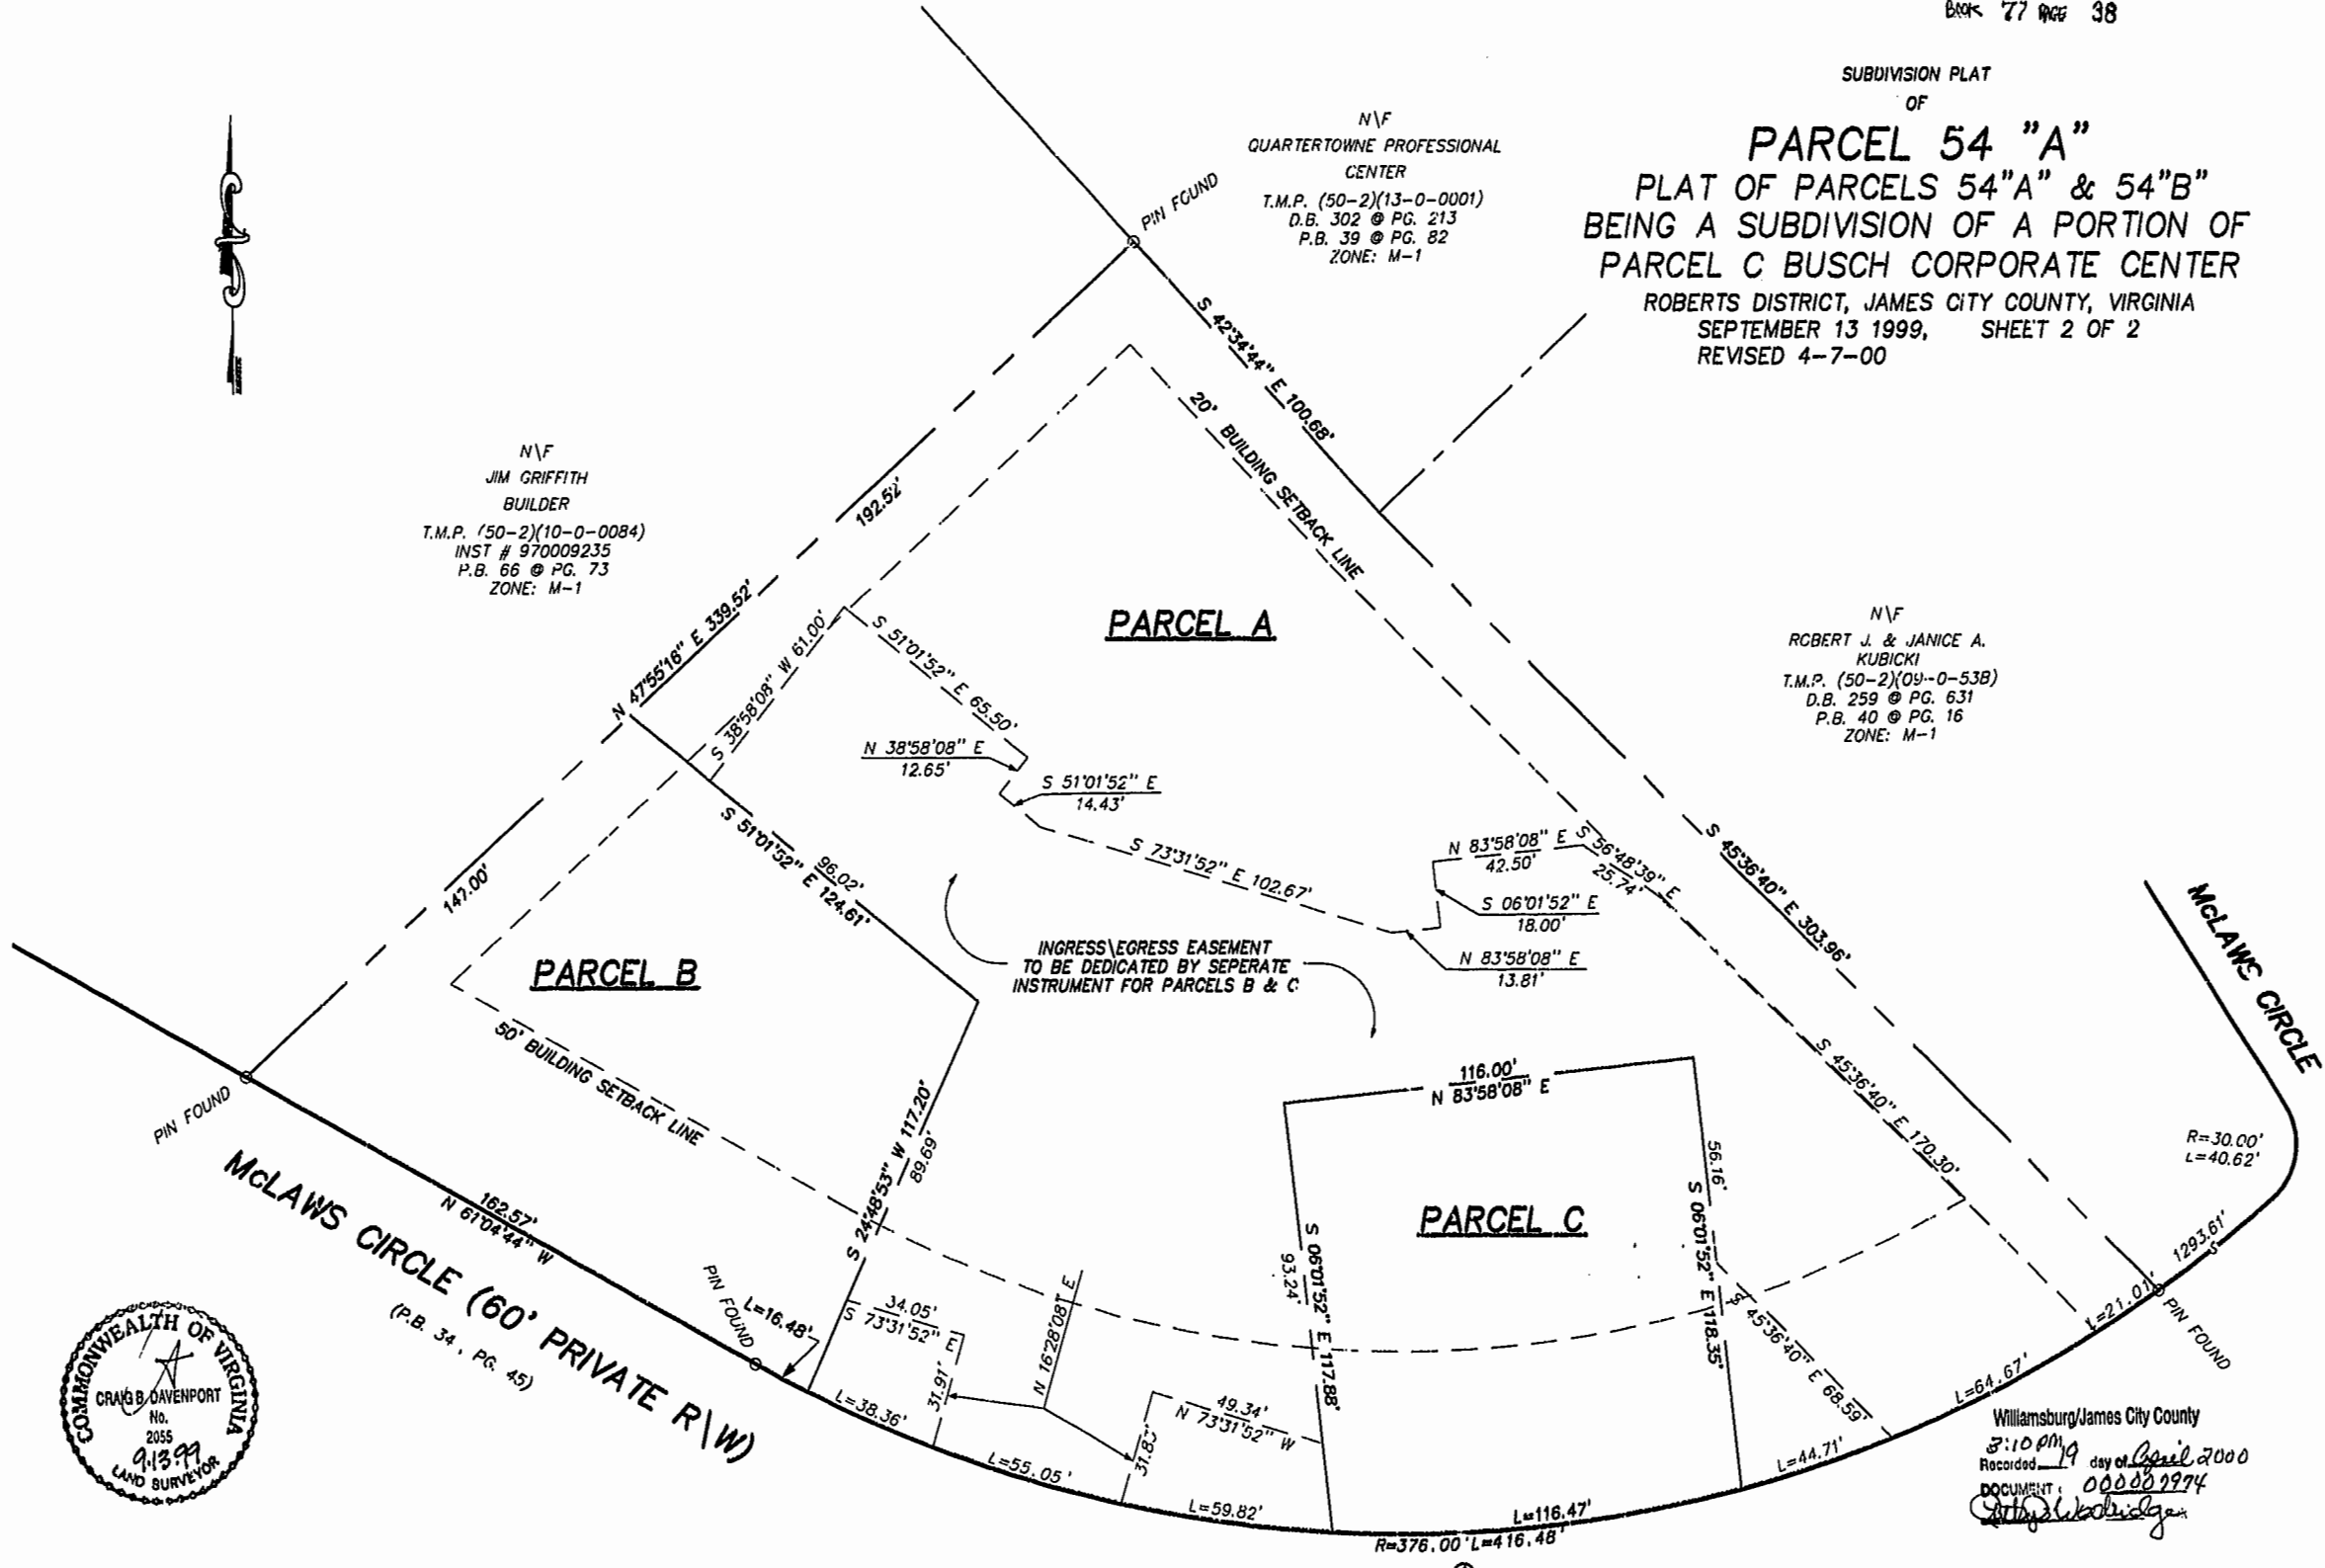 BOOK 77 PAGE 38
SUBDIVISION PLAT
OF
PARCEL 54 "A"
PLAT OF PARCELS 54"A" & 54"B"
BEING A SUBDIVISION OF A PORTION OF
PARCEL C BUSCH CORPORATE CENTER
ROBERTS DISTRICT, JAMES CITY COUNTY, VIRGINIA
SEPTEMBER 13 1999, SHEET 2 OF 2
REVISED 4-7-00
N\F
QUARTERTOWNE PROFESSIONAL
CENTER
T.M.P. (50-2)(13-0-0001)
D.B. 302 @ PG. 213
P.B. 39 @ PG. 82
ZONE: M-1
PIN FOUND
S 42°34'44" E 100.68'
20' BUILDING SETBACK LINE
N\F
JIM GRIFFITH
BUILDER
T.M.P. (50-2)(10-0-0084)
INST # 970009235
P.B. 66 @ PG. 73
ZONE: M-1
192.52'
N 47°55'16" E 339.52'
147.00'
PARCEL A
N\F
ROBERT J. & JANICE A.
KUBICKI
T.M.P. (50-2)(09-0-53B)
D.B. 259 @ PG. 631
P.B. 40 @ PG. 16
ZONE: M-1
S 38°58'08" W 61.00'
S 51°01'52" E 65.50'
N 38°58'08" E
12.65'
S 51°01'52" E
14.43'
S 73°31'52" E 102.67'
N 83°58'08" E
42.50'
S 56°48'39" E
25.74'
S 06°01'52" E
18.00'
N 83°58'08" E
13.81'
S 45°36'40" E 303.96'
McLAWS CIRCLE
96.02'
S 51°01'52" E 124.61'
INGRESS\EGRESS EASEMENT
TO BE DEDICATED BY SEPERATE
INSTRUMENT FOR PARCELS B & C
PARCEL B
50' BUILDING SETBACK LINE
PIN FOUND
S 24°48'53" W 117.20'
89.69'
116.00'
N 83°58'08" E
S 45°36'40" E 170.30'
R=30.00'
L=40.62'
56.16'
S 06°01'52" E 118.35'
PARCEL C
S 06°01'52" E 117.88'
93.24'
S 45°36'40" E 68.59'
1293.61'
L=21.01'
PIN FOUND
McLAWS CIRCLE (60' PRIVATE R\W)
(P.B. 34 , PG. 45)
162.57'
N 61°04'44" W
PIN FOUND
L=16.48'
34.05'
S 73°31'52" E
31.91'
N 16°28'08" E
31.83'
49.34'
N 73°31'52" W
L=38.36'
L=55.05'
L=59.82'
L=116.47'
R=376.00' L=416.48'
L=44.71'
L=64.67'
COMMONWEALTH OF VIRGINIA
CRAIG B. DAVENPORT
No.
2055
9-13-99
LAND SURVEYOR
Williamsburg/James City County
3:10 PM
Recorded 19 day of April 2000
DOCUMENT: